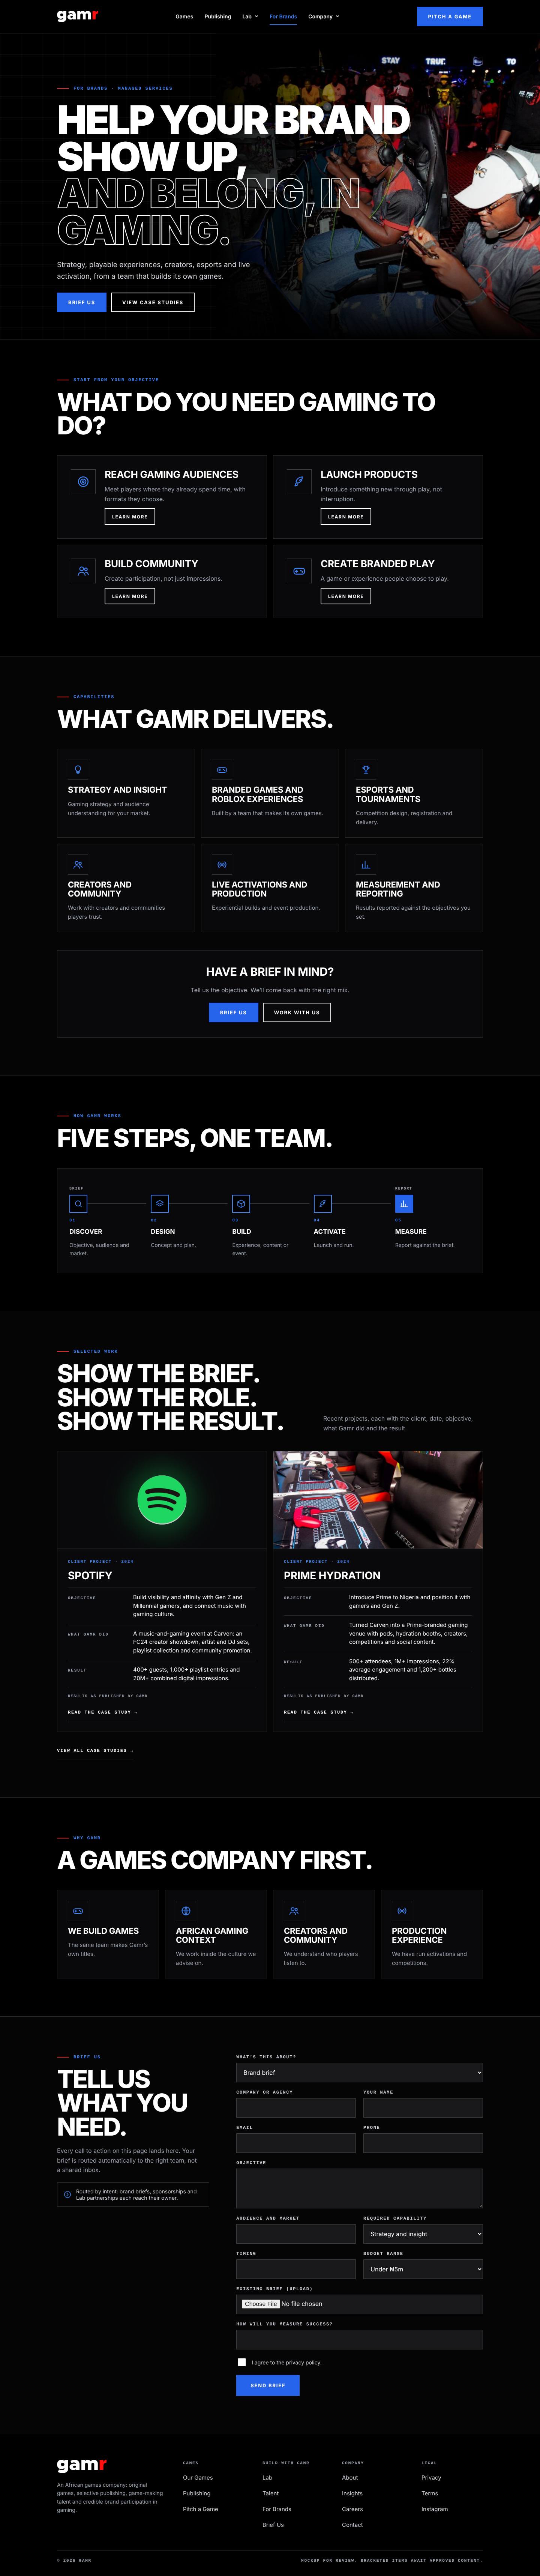 gamr
Games
Publishing
Lab
For Brands
Company
PITCH A GAME
FOR BRANDS · MANAGED SERVICES
HELP YOUR BRAND
SHOW UP,
AND BELONG, IN
GAMING.
Strategy, playable experiences, creators, esports and live
activation, from a team that builds its own games.
BRIEF US
VIEW CASE STUDIES
STAY
TRUE
TO
START FROM YOUR OBJECTIVE
WHAT DO YOU NEED GAMING TO
DO?
REACH GAMING AUDIENCES
Meet players where they already spend time, with
formats they choose.
LEARN MORE
LAUNCH PRODUCTS
Introduce something new through play, not
interruption.
LEARN MORE
BUILD COMMUNITY
Create participation, not just impressions.
LEARN MORE
CREATE BRANDED PLAY
A game or experience people choose to play.
LEARN MORE
CAPABILITIES
WHAT GAMR DELIVERS.
STRATEGY AND INSIGHT
Gaming strategy and audience
understanding for your market.
BRANDED GAMES AND
ROBLOX EXPERIENCES
Built by a team that makes its own games.
ESPORTS AND
TOURNAMENTS
Competition design, registration and
delivery.
CREATORS AND
COMMUNITY
Work with creators and communities
players trust.
LIVE ACTIVATIONS AND
PRODUCTION
Experiential builds and event production.
MEASUREMENT AND
REPORTING
Results reported against the objectives you
set.
HAVE A BRIEF IN MIND?
Tell us the objective. We'll come back with the right mix.
BRIEF US
WORK WITH US
HOW GAMR WORKS
FIVE STEPS, ONE TEAM.
BRIEF
01
DISCOVER
Objective, audience and
market.
02
DESIGN
Concept and plan.
03
BUILD
Experience, content or
event.
04
ACTIVATE
Launch and run.
REPORT
05
MEASURE
Report against the brief.
SELECTED WORK
SHOW THE BRIEF.
SHOW THE ROLE.
SHOW THE RESULT.
Recent projects, each with the client, date, objective,
what Gamr did and the result.
CLIENT PROJECT · 2024
SPOTIFY
OBJECTIVE
Build visibility and affinity with Gen Z and
Millennial gamers, and connect music with
gaming culture.
WHAT GAMR DID
A music-and-gaming event at Carven: an
FC24 creator showdown, artist and DJ sets,
playlist collection and community promotion.
RESULT
400+ guests, 1,000+ playlist entries and
20M+ combined digital impressions.
RESULTS AS PUBLISHED BY GAMR
READ THE CASE STUDY →
CLIENT PROJECT · 2024
PRIME HYDRATION
OBJECTIVE
Introduce Prime to Nigeria and position it with
gamers and Gen Z.
WHAT GAMR DID
Turned Carven into a Prime-branded gaming
venue with pods, hydration booths, creators,
competitions and social content.
RESULT
500+ attendees, 1M+ impressions, 22%
average engagement and 1,200+ bottles
distributed.
RESULTS AS PUBLISHED BY GAMR
READ THE CASE STUDY →
VIEW ALL CASE STUDIES →
WHY GAMR
A GAMES COMPANY FIRST.
WE BUILD GAMES
The same team makes Gamr's
own titles.
AFRICAN GAMING
CONTEXT
We work inside the culture we
advise on.
CREATORS AND
COMMUNITY
We understand who players
listen to.
PRODUCTION
EXPERIENCE
We have run activations and
competitions.
BRIEF US
TELL US
WHAT YOU
NEED.
Every call to action on this page lands here. Your
brief is routed automatically to the right team, not
a shared inbox.
Routed by intent: brand briefs, sponsorships and
Lab partnerships each reach their owner.
WHAT'S THIS ABOUT?
Brand brief
COMPANY OR AGENCY
YOUR NAME
EMAIL
PHONE
OBJECTIVE
AUDIENCE AND MARKET
REQUIRED CAPABILITY
Strategy and insight
TIMING
BUDGET RANGE
Under ₦5m
EXISTING BRIEF (UPLOAD)
Choose File No file chosen
HOW WILL YOU MEASURE SUCCESS?
I agree to the privacy policy.
SEND BRIEF
gamr
An African games company: original
games, selective publishing, game-making
talent and credible brand participation in
gaming.
GAMES
Our Games
Publishing
Pitch a Game
BUILD WITH GAMR
Lab
Talent
For Brands
Brief Us
COMPANY
About
Insights
Careers
Contact
LEGAL
Privacy
Terms
Instagram
© 2026 GAMR
MOCKUP FOR REVIEW. BRACKETED ITEMS AWAIT APPROVED CONTENT.